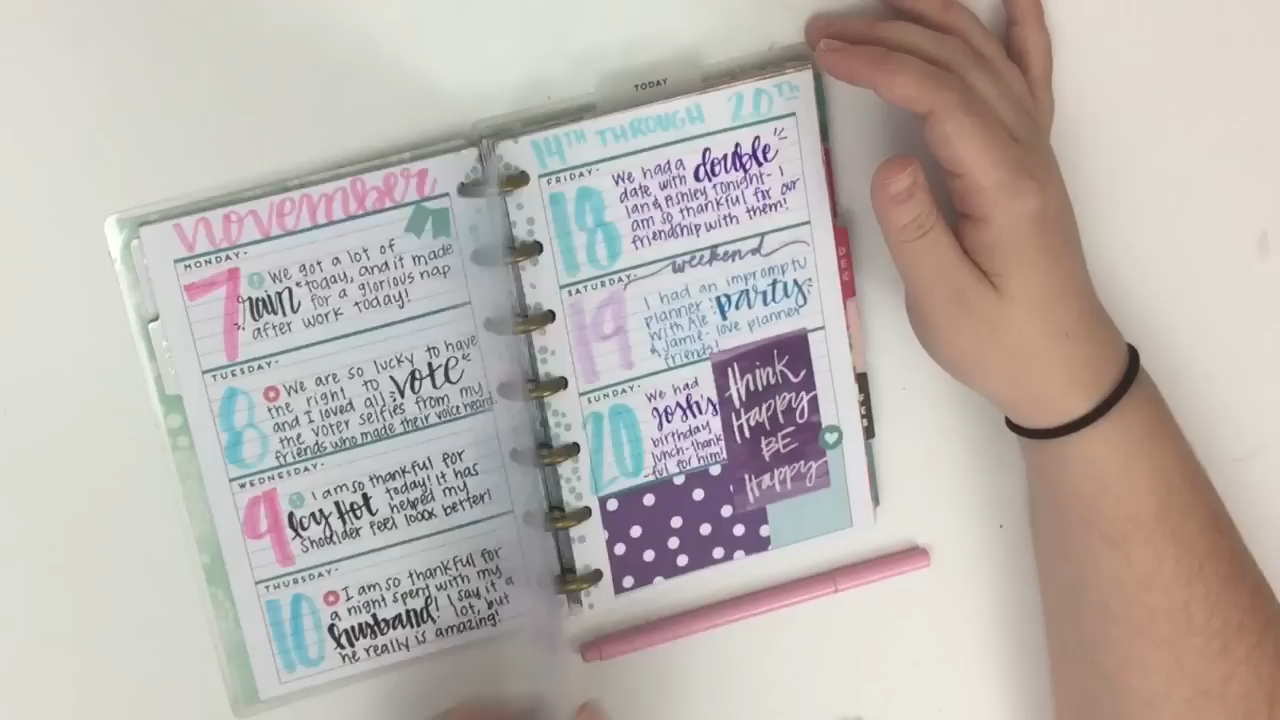 november
MONDAY·
7
We got a lot of
rain today, and it made
for a glorious nap
after work today!
TUESDAY·
8
We are so lucky to have
the right to vote
and I loved all
the voter selfies from my
friends who made their voice heard.
WEDNESDAY·
9
I am so thankful for
Icy Hot today! It has
helped my
shoulder feel 100x better!
THURSDAY·
10
I am so thankful for
a night spent with my
husband! I say it a
lot, but
he really is amazing!
TODAY
14TH THROUGH 20TH
FRIDAY·
18
We had a double
date with
Ian & Ashley tonight- I
am so thankful for our
friendship with them!
weekend
SATURDAY·
19
I had an impromptu
planner party
with Ale
& Jamie- love planner
friends!
SUNDAY·
20
We had
Josh's
birthday
lunch-thank-
ful for him!
think
Happy
BE
Happy
DEC
FEB